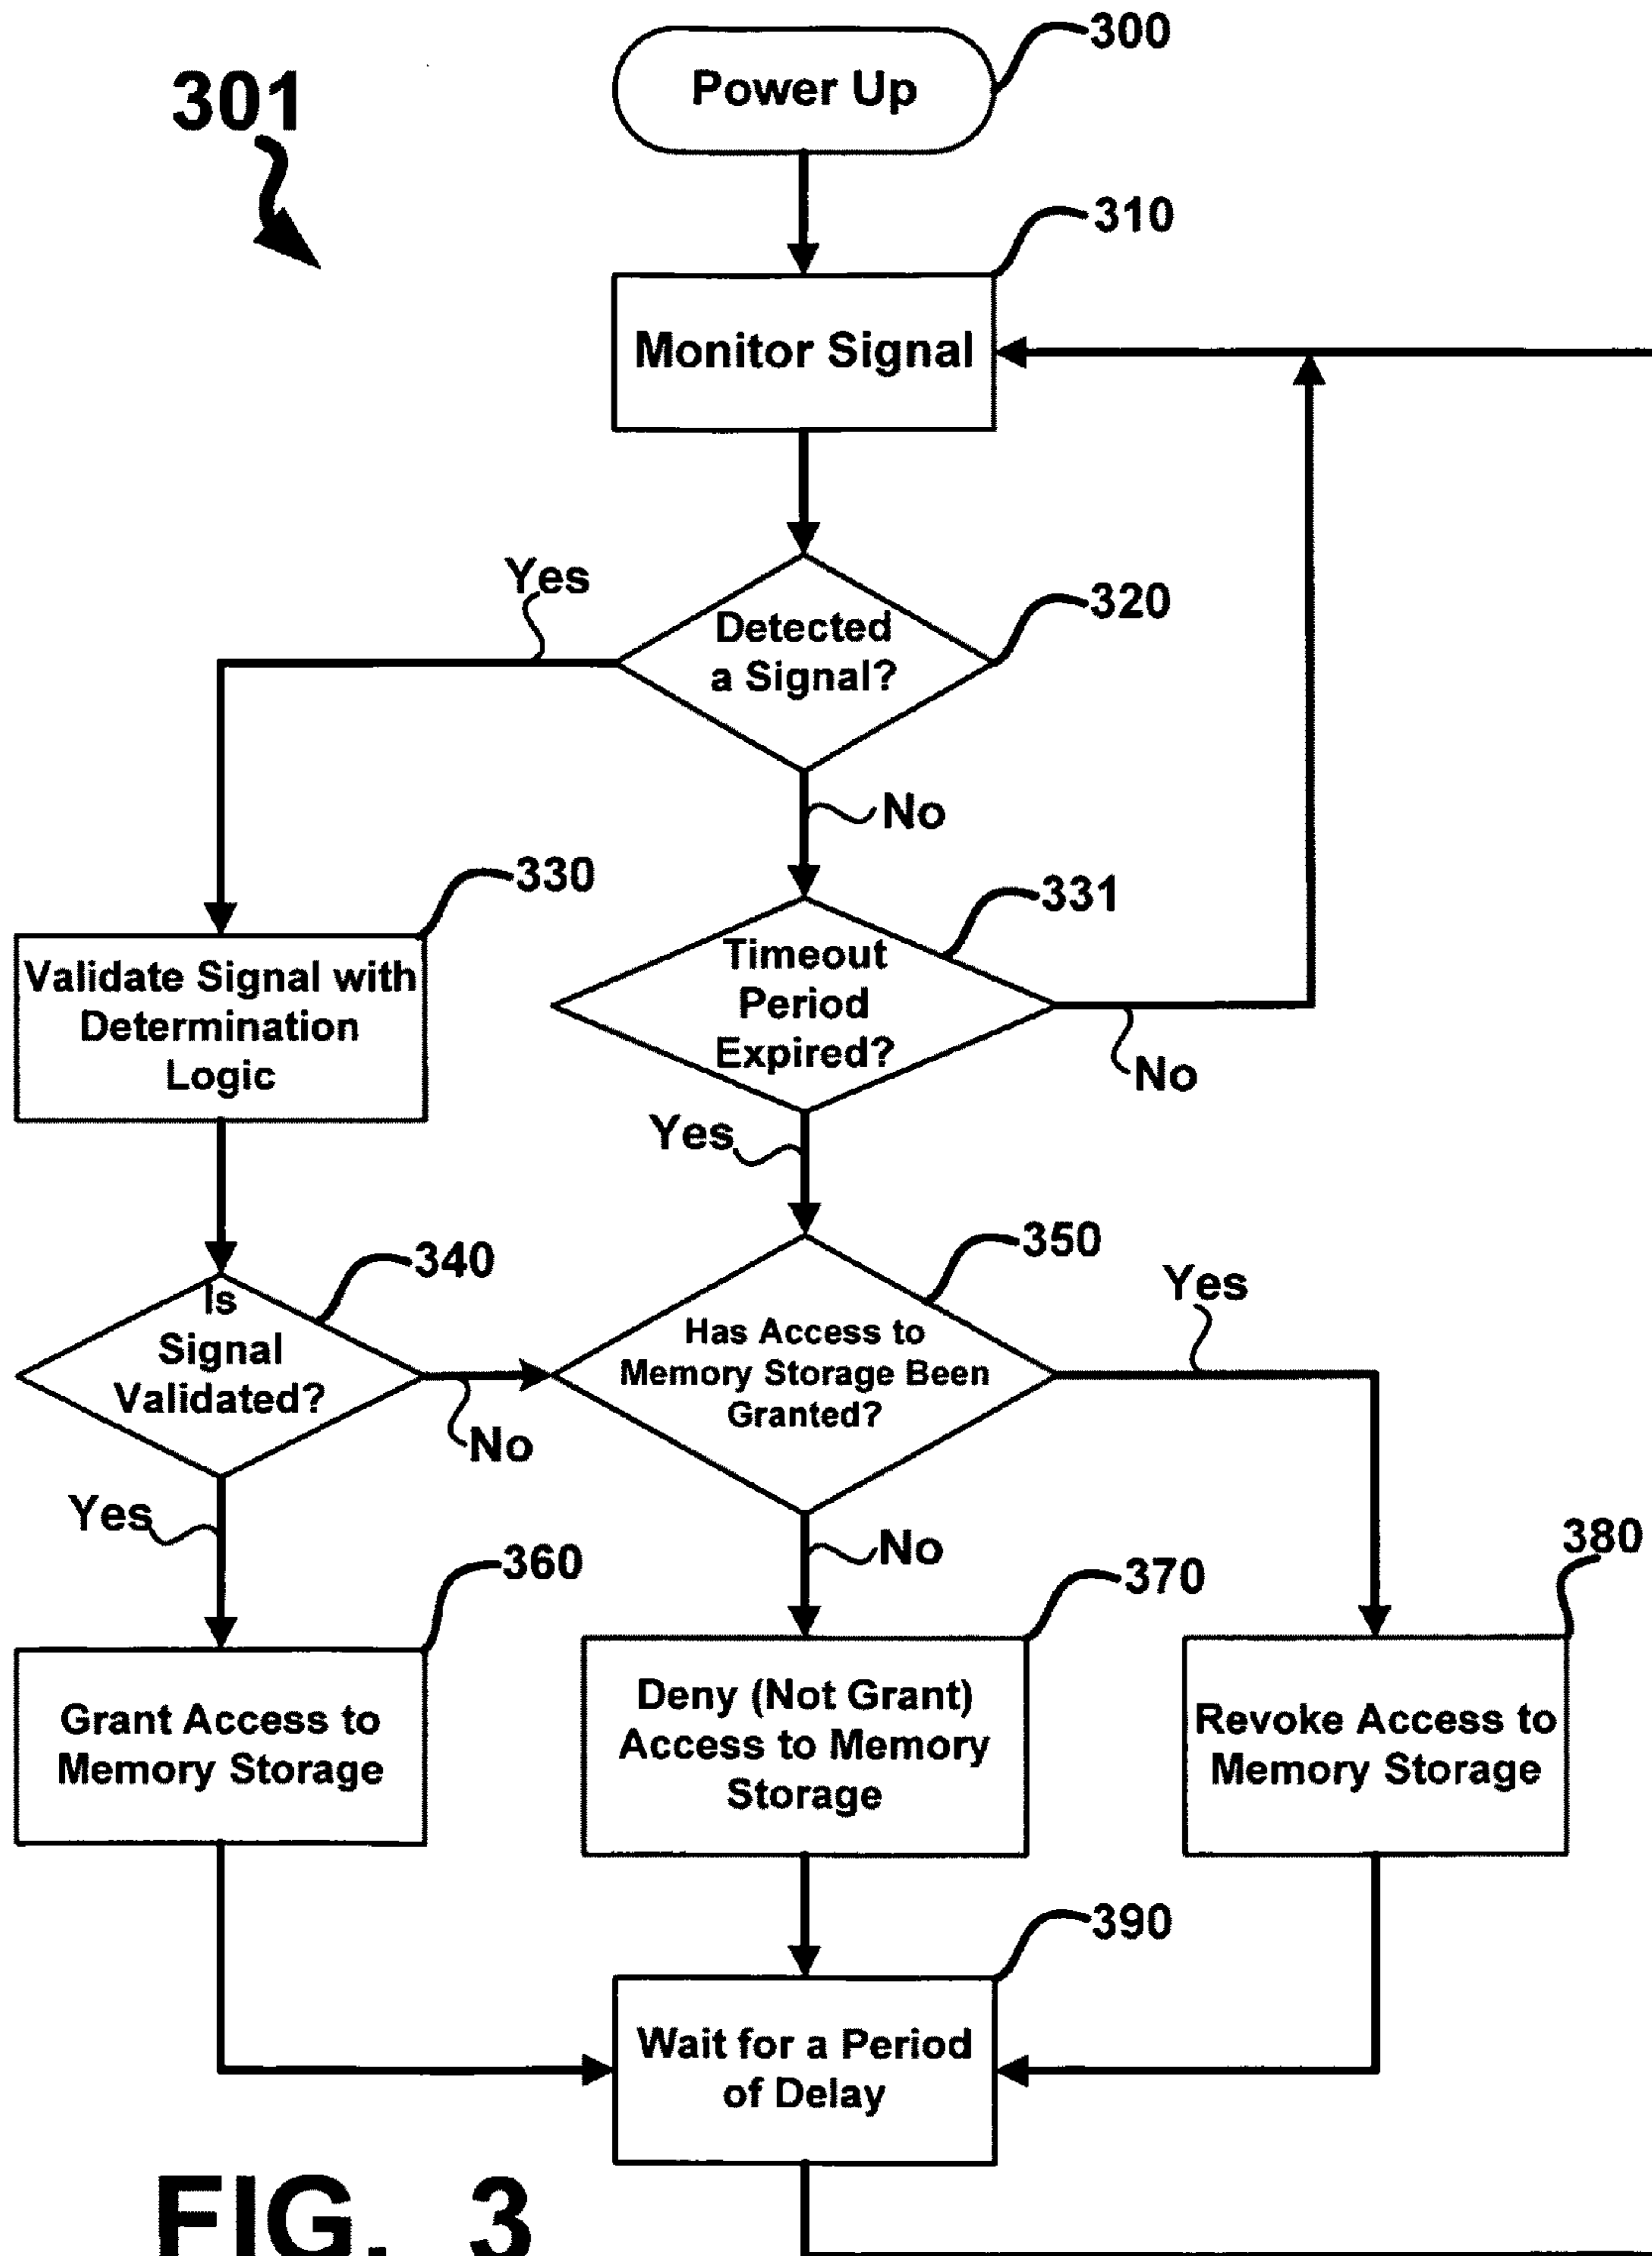 300
Power Up
301
310
Monitor Signal
Yes
320
Detected
a Signal?
No
330
331
Validate Signal with
Determination
Logic
Timeout
Period
Expired?
No
Yes
340
350
Yes
Is
Signal
Validated?
Has Access to
Memory Storage Been
Granted?
No
Yes
No
360
370
380
Grant Access to
Memory Storage
Deny (Not Grant)
Access to Memory
Storage
Revoke Access to
Memory Storage
390
Wait for a Period
of Delay
FIG. 3